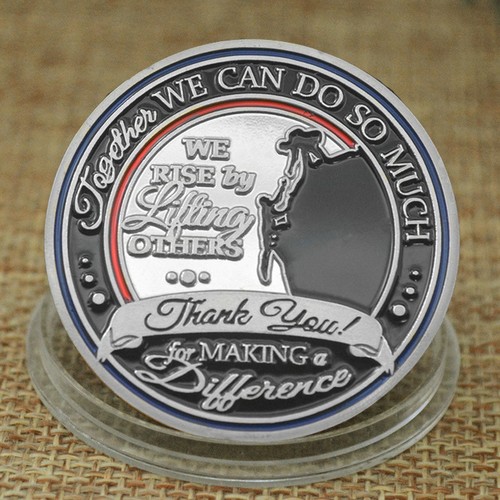 Together WE CAN DO SO MUCH
WE
RISE by
Lifting
OTHERS
Thank You!
for MAKING a
Difference